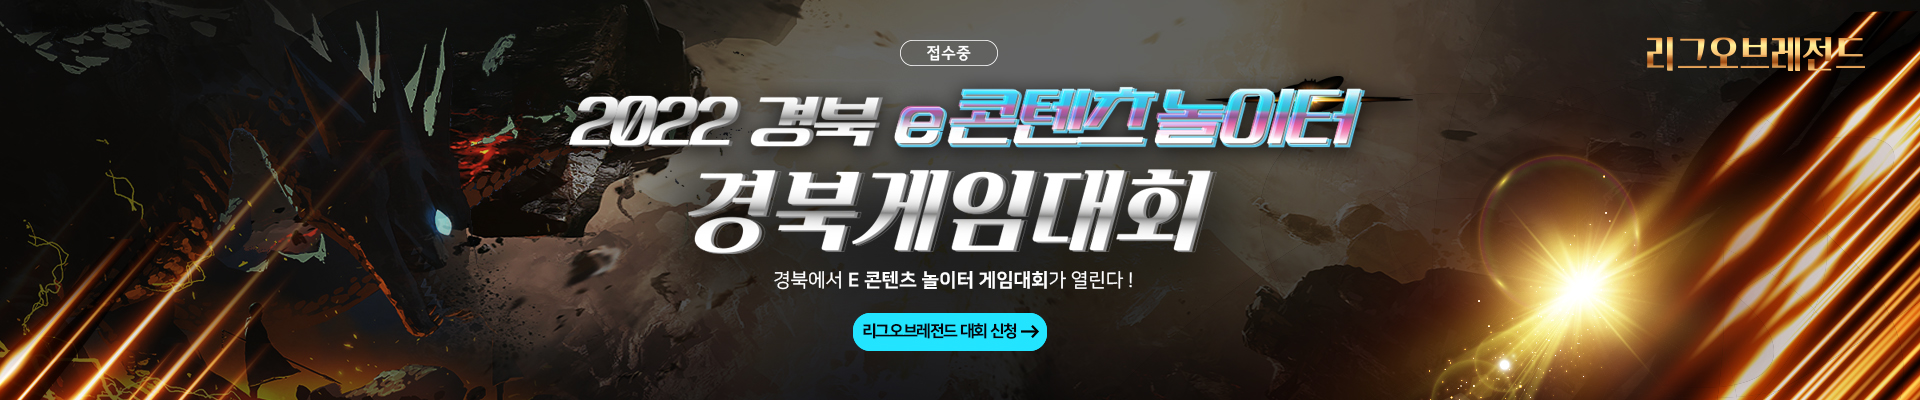 접수중
리그오브레전드
2022 경북 e콘텐츠놀이터
경북게임대회
경북에서 E 콘텐츠 놀이터 게임대회가 열린다 !
리그오브레전드 대회 신청 →